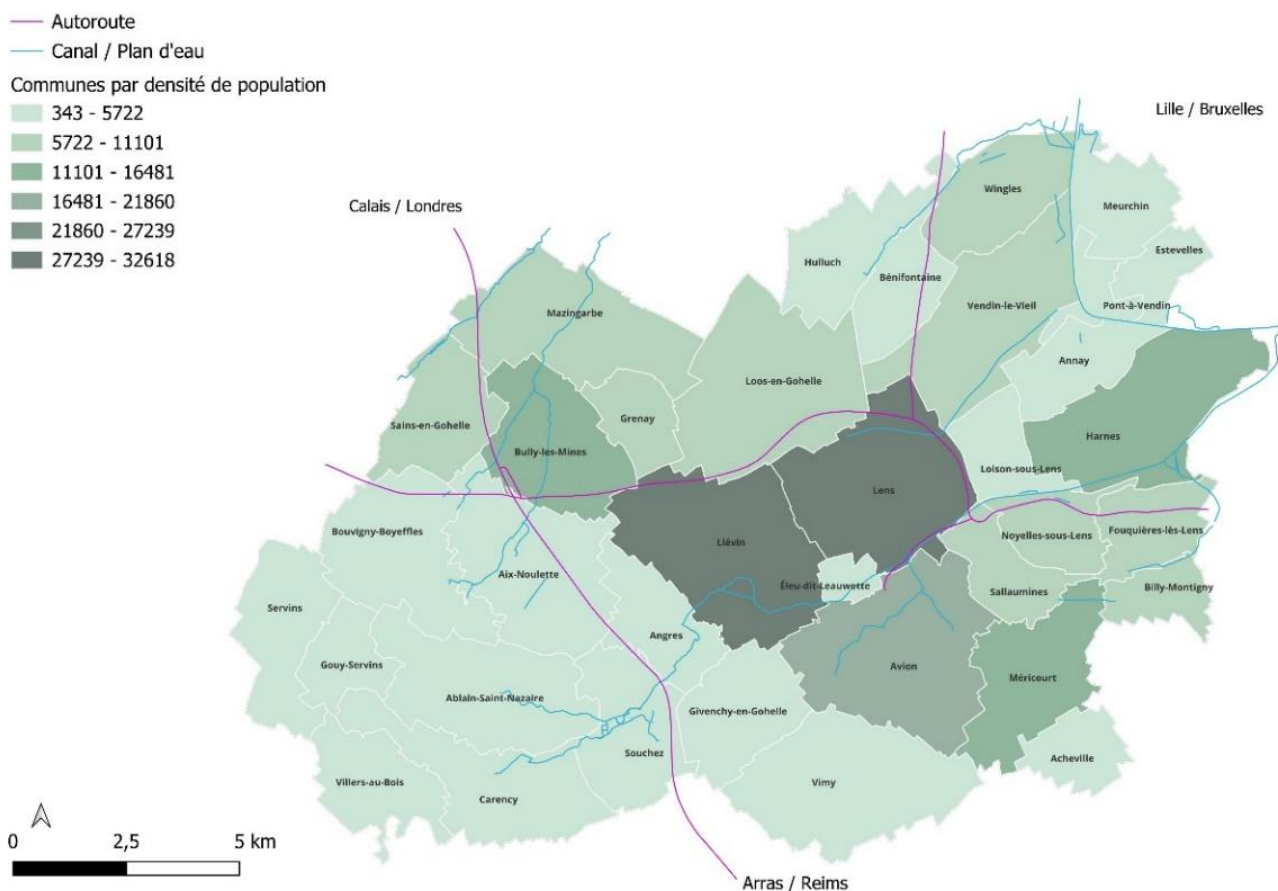 Autoroute
Canal / Plan d'eau
Communes par densité de population
343 - 5722
5722 - 11101
11101 - 16481
16481 - 21860
21860 - 27239
27239 - 32618
Lille / Bruxelles
Calais / Londres
Wingles
Meurchin
Estevelles
Hulluch
Bénifontaine
Vendin-le-Vieil
Pont-à-Vendin
Mazingarbe
Annay
Loos-en-Gohelle
Grenay
Sains-en-Gohelle
Bully-les-Mines
Harnes
Loison-sous-Lens
Lens
Bouvigny-Boyeffles
Liévin
Noyelles-sous-Lens
Fouquières-lès-Lens
Aix-Noulette
Éleu-dit-Leauwette
Sallaumines
Billy-Montigny
Servins
Angres
Gouy-Servins
Avion
Méricourt
Ablain-Saint-Nazaire
Givenchy-en-Gohelle
Souchez
Acheville
Villers-au-Bois
Vimy
Carency
0 2,5 5 km
Arras / Reims